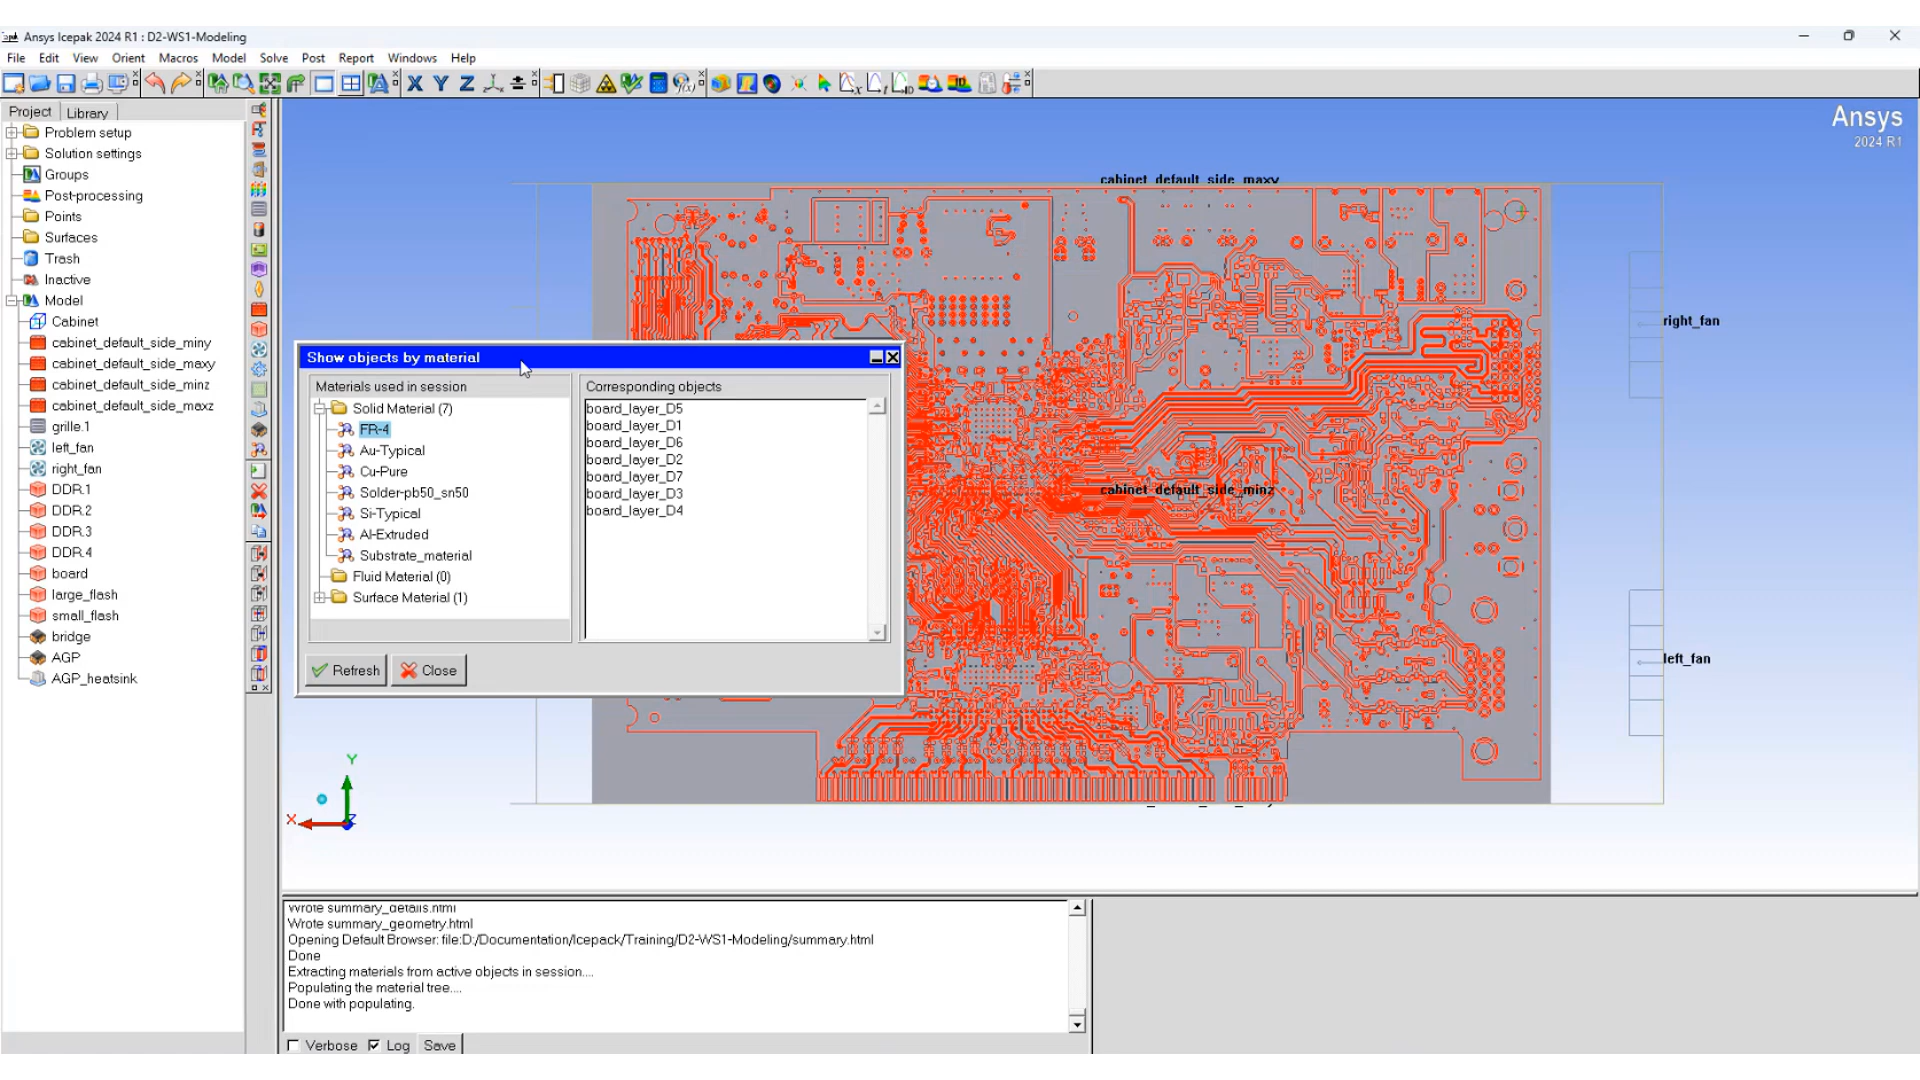 Ansys Icepak 2024 R1 : D2-WS1-Modeling
File Edit View Orient Macros Model Solve Post Report Windows Help
X Y Z
Project Library
Problem setup
Solution settings
Groups
Post-processing
Points
Surfaces
Trash
Inactive
Model
Cabinet
cabinet_default_side_miny
cabinet_default_side_maxy
cabinet_default_side_minz
cabinet_default_side_maxz
grille.1
left_fan
right_fan
DDR.1
DDR.2
DDR.3
DDR.4
board
large_flash
small_flash
bridge
AGP
AGP_heatsink
Ansys
2024 R1
cabinet_default_side_maxy
right_fan
cabinet_default_side_minz
left_fan
Show objects by material
Materials used in session
Solid Material (7)
FR-4
Au-Typical
Cu-Pure
Solder-pb50_sn50
Si-Typical
Al-Extruded
Substrate_material
Fluid Material (0)
Surface Material (1)
Corresponding objects
board_layer_D5
board_layer_D1
board_layer_D6
board_layer_D2
board_layer_D7
board_layer_D3
board_layer_D4
Refresh Close
Y
X Z
Wrote summary_details.html
Wrote summary_geometry.html
Opening Default Browser: file:D:/Documentation/Icepack/Training/D2-WS1-Modeling/summary.html
Done
Extracting materials from active objects in session....
Populating the material tree....
Done with populating.
Verbose Log Save